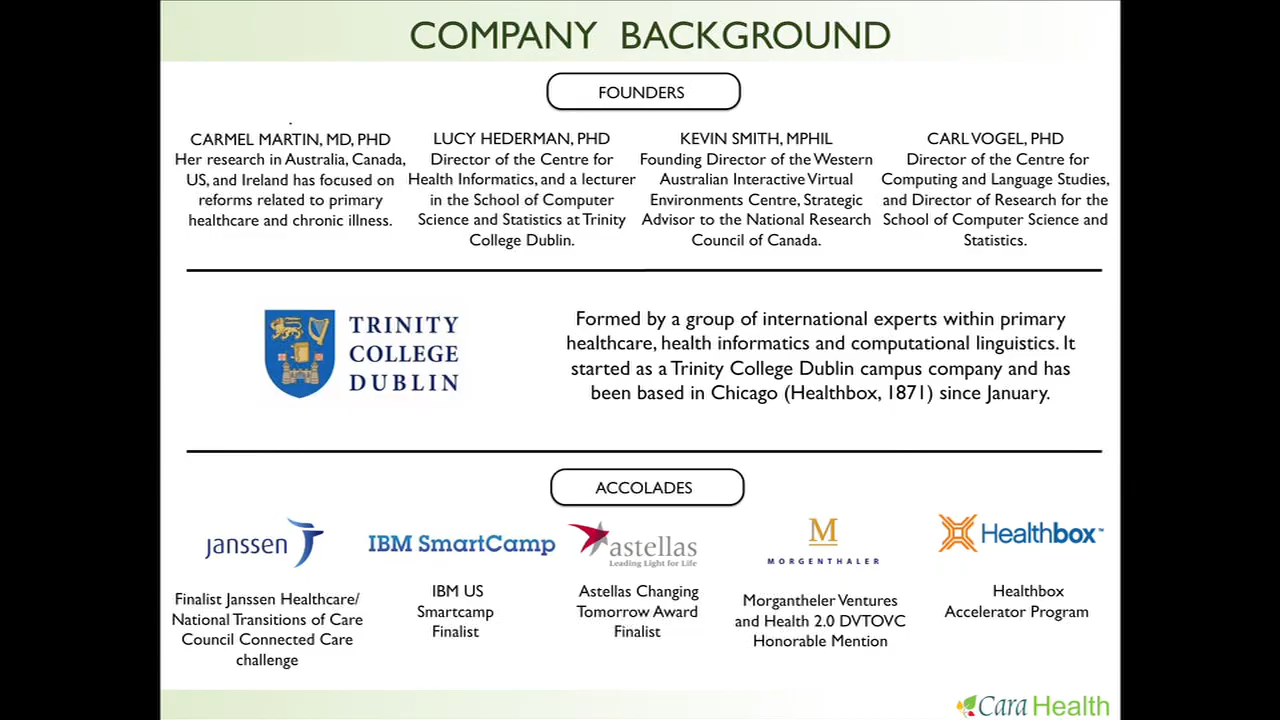 COMPANY BACKGROUND
FOUNDERS
CARMEL MARTIN, MD, PHD
Her research in Australia, Canada,
US, and Ireland has focused on
reforms related to primary
healthcare and chronic illness.
LUCY HEDERMAN, PHD
Director of the Centre for
Health Informatics, and a lecturer
in the School of Computer
Science and Statistics at Trinity
College Dublin.
KEVIN SMITH, MPHIL
Founding Director of the Western
Australian Interactive Virtual
Environments Centre, Strategic
Advisor to the National Research
Council of Canada.
CARL VOGEL, PHD
Director of the Centre for
Computing and Language Studies,
and Director of Research for the
School of Computer Science and
Statistics.
TRINITY
COLLEGE
DUBLIN
Formed by a group of international experts within primary
healthcare, health informatics and computational linguistics. It
started as a Trinity College Dublin campus company and has
been based in Chicago (Healthbox, 1871) since January.
ACCOLADES
janssen
Finalist Janssen Healthcare/
National Transitions of Care
Council Connected Care
challenge
IBM SmartCamp
IBM US
Smartcamp
Finalist
astellas
Leading Light for Life
Astellas Changing
Tomorrow Award
Finalist
M
MORGENTHALER
Morgantheler Ventures
and Health 2.0 DVTOVC
Honorable Mention
Healthbox™
Healthbox
Accelerator Program
Cara Health